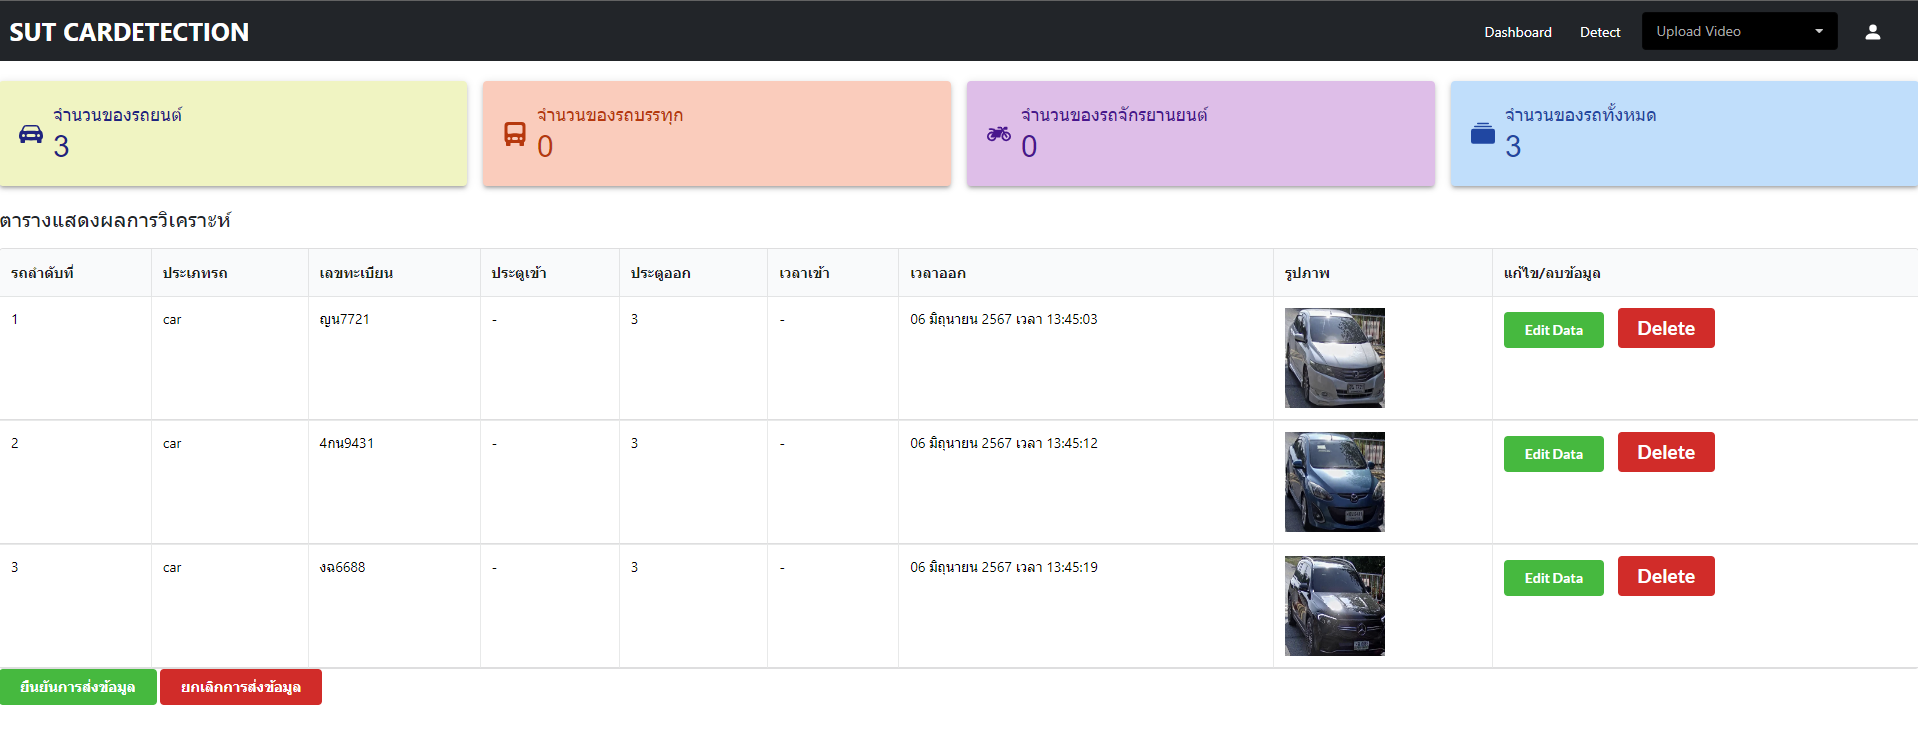 SUT CARDETECTION
Dashboard Detect Upload Video
จำนวนของรถยนต์
3
จำนวนของรถบรรทุก
0
จำนวนของรถจักรยานยนต์
0
จำนวนของรถทั้งหมด
3
ตารางแสดงผลการวิเคราะห์
รถลำดับที่ ประเภทรถ เลขทะเบียน ประตูเข้า ประตูออก เวลาเข้า เวลาออก รูปภาพ แก้ไข/ลบข้อมูล
1 car ญน7721 - 3 - 06 มิถุนายน 2567 เวลา 13:45:03 Edit Data Delete
2 car 4กน9431 - 3 - 06 มิถุนายน 2567 เวลา 13:45:12 Edit Data Delete
3 car งฉ6688 - 3 - 06 มิถุนายน 2567 เวลา 13:45:19 Edit Data Delete
ยืนยันการส่งข้อมูล ยกเลิกการส่งข้อมูล